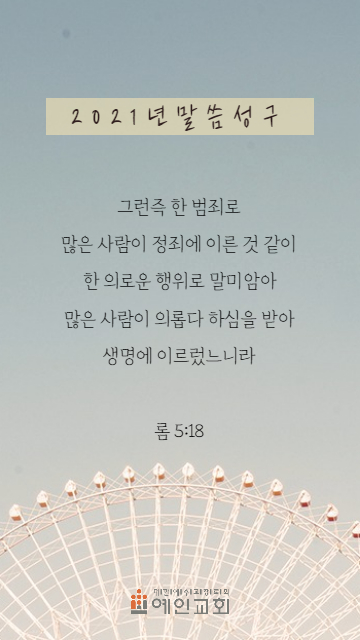 2021년말씀성구
그런즉 한 범죄로
많은 사람이 정죄에 이른 것 같이
한 의로운 행위로 말미암아
많은 사람이 의롭다 하심을 받아
생명에 이르렀느니라
롬 5:18
예인교회